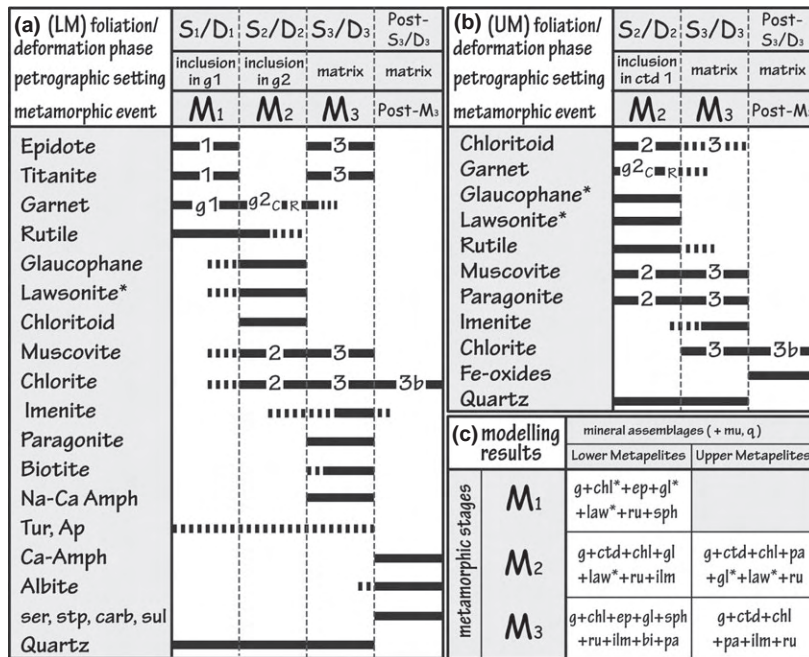 (a) (LM) foliation/ deformation phase S₁/D₁ S₂/D₂ S₃/D₃ Post-S₃/D₃
petrographic setting inclusion in g1 inclusion in g2 matrix matrix
metamorphic event M₁ M₂ M₃ Post-M₃
Epidote 1 3
Titanite 1 3
Garnet g1 g2 C R
Rutile
Glaucophane
Lawsonite*
Chloritoid
Muscovite 2 3
Chlorite 2 3 3b
Imenite
Paragonite
Biotite
Na-Ca Amph
Tur, Ap
Ca-Amph
Albite
ser, stp, carb, sul
Quartz
(b) (UM) foliation/ deformation phase S₂/D₂ S₃/D₃ Post-S₃/D₃
petrographic setting inclusion in ctd 1 matrix matrix
metamorphic event M₂ M₃ Post-M₃
Chloritoid 2 3
Garnet g2 C R
Glaucophane*
Lawsonite*
Rutile
Muscovite 2 3
Paragonite 2 3
Imenite
Chlorite 3 3b
Fe-oxides
Quartz
(c) modelling results
mineral assemblages (+ mu, q)
Lower Metapelites Upper Metapelites
metamorphic stages
M₁ g+chl*+ep+gl*
+law*+ru+sph
M₂ g+ctd+chl+gl g+ctd+chl+pa
+law*+ru+ilm +gl*+law*+ru
M₃ g+chl+ep+gl+sph g+ctd+chl
+ru+ilm+bi+pa +pa+ilm+ru